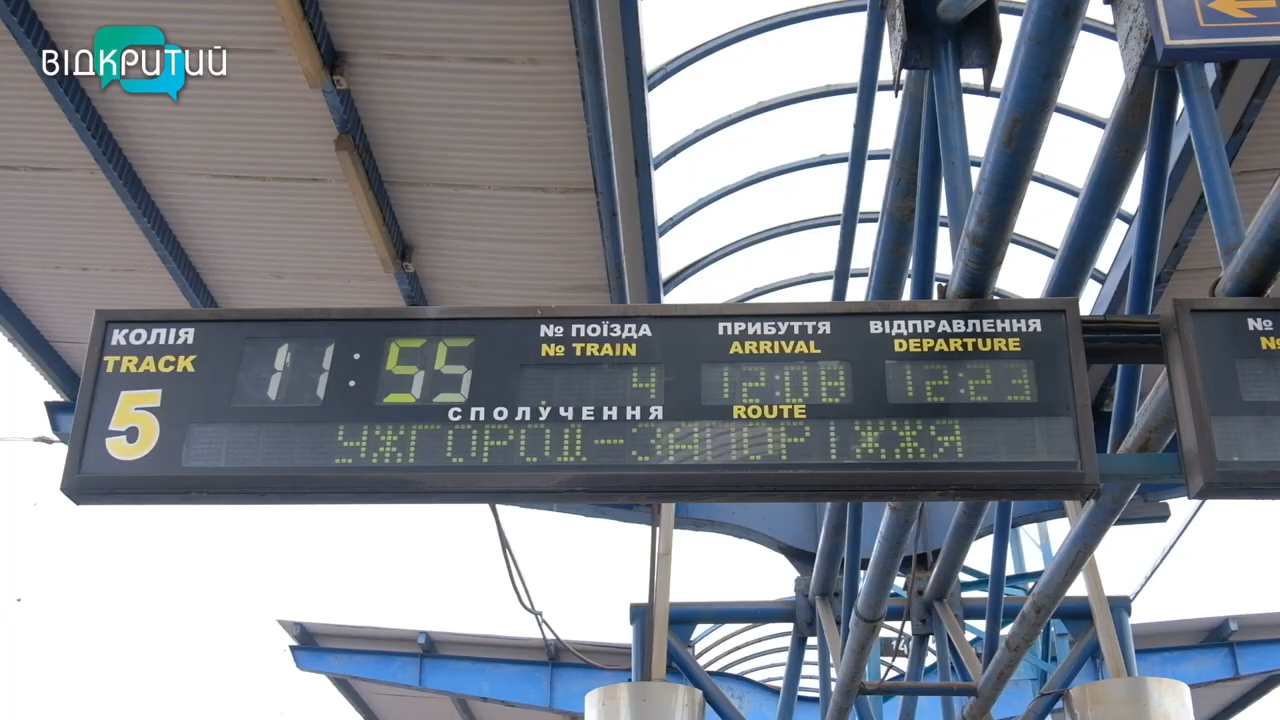 ВІДКРИТИЙ
КОЛІЯ
TRACK
5
11:55
№ ПОЇЗДА
№ TRAIN
4
ПРИБУТТЯ
ARRIVAL
12:08
ВІДПРАВЛЕННЯ
DEPARTURE
12:23
СПОЛУЧЕННЯ ROUTE
УЖГОРОД-ЗАПОРІЖЖЯ
№